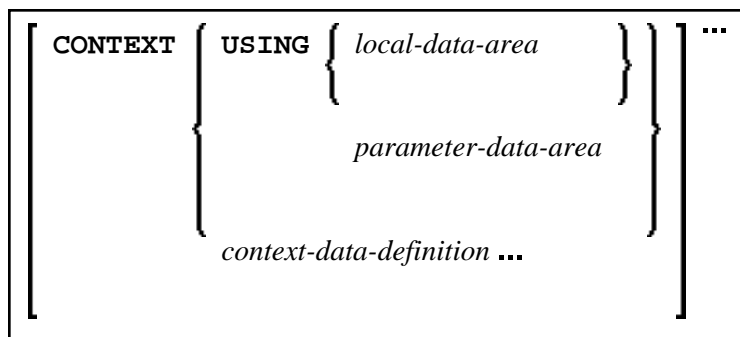 CONTEXT USING local-data-area ...
parameter-data-area
context-data-definition ...